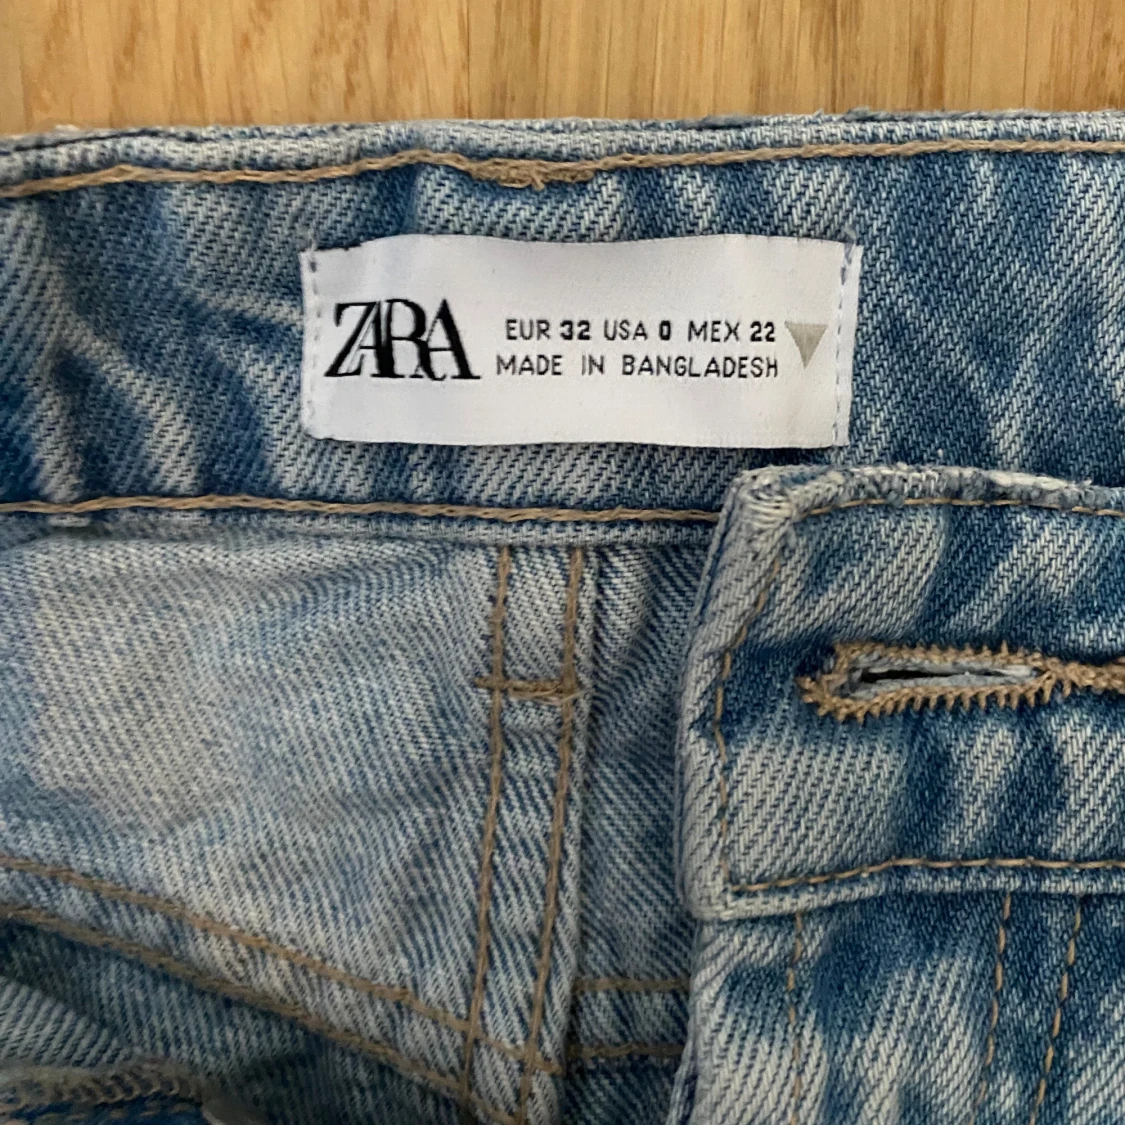 ZARA
EUR 32 USA 0 MEX 22
MADE IN BANGLADESH